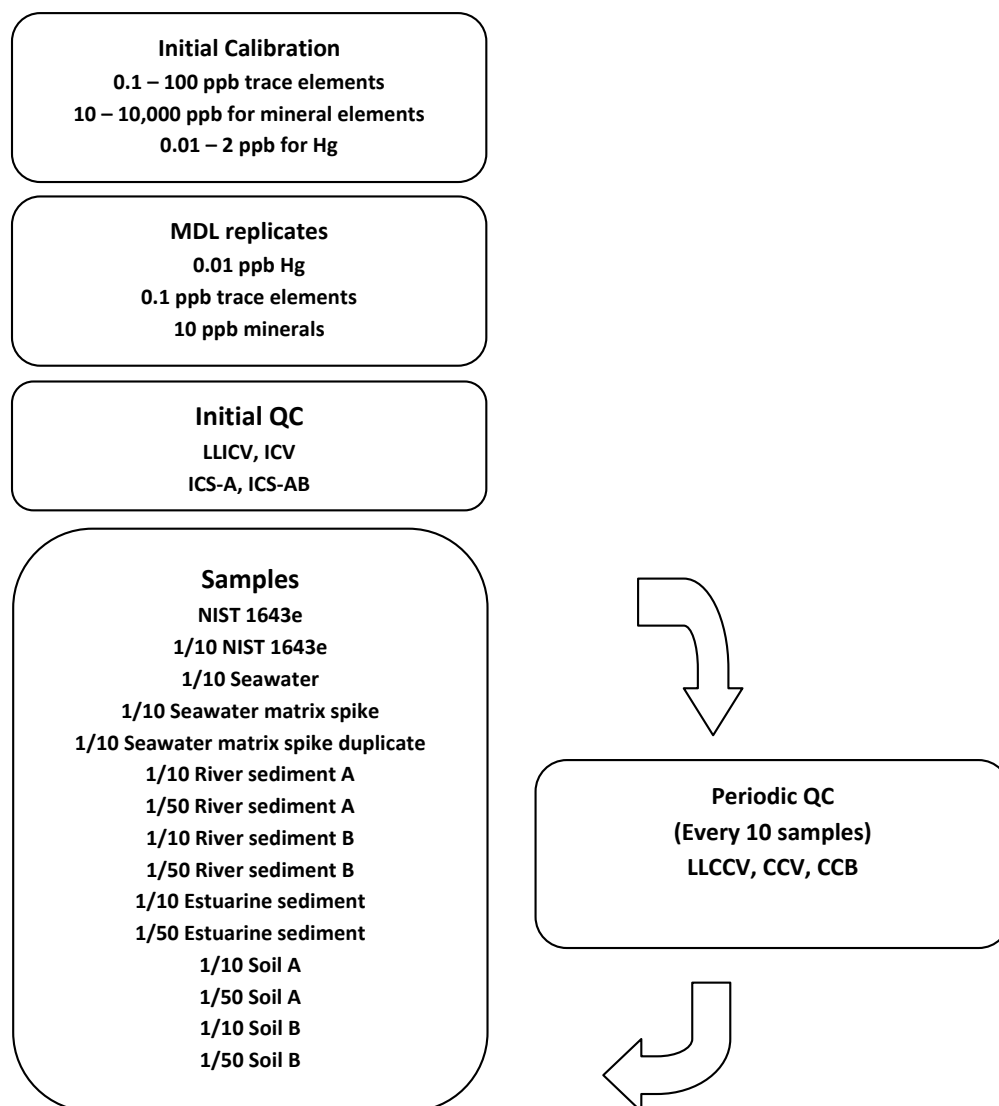 Initial Calibration
0.1 – 100 ppb trace elements
10 – 10,000 ppb for mineral elements
0.01 – 2 ppb for Hg
MDL replicates
0.01 ppb Hg
0.1 ppb trace elements
10 ppb minerals
Initial QC
LLICV, ICV
ICS-A, ICS-AB
Samples
NIST 1643e
1/10 NIST 1643e
1/10 Seawater
1/10 Seawater matrix spike
1/10 Seawater matrix spike duplicate
1/10 River sediment A
1/50 River sediment A
1/10 River sediment B
1/50 River sediment B
1/10 Estuarine sediment
1/50 Estuarine sediment
1/10 Soil A
1/50 Soil A
1/10 Soil B
1/50 Soil B
Periodic QC
(Every 10 samples)
LLCCV, CCV, CCB